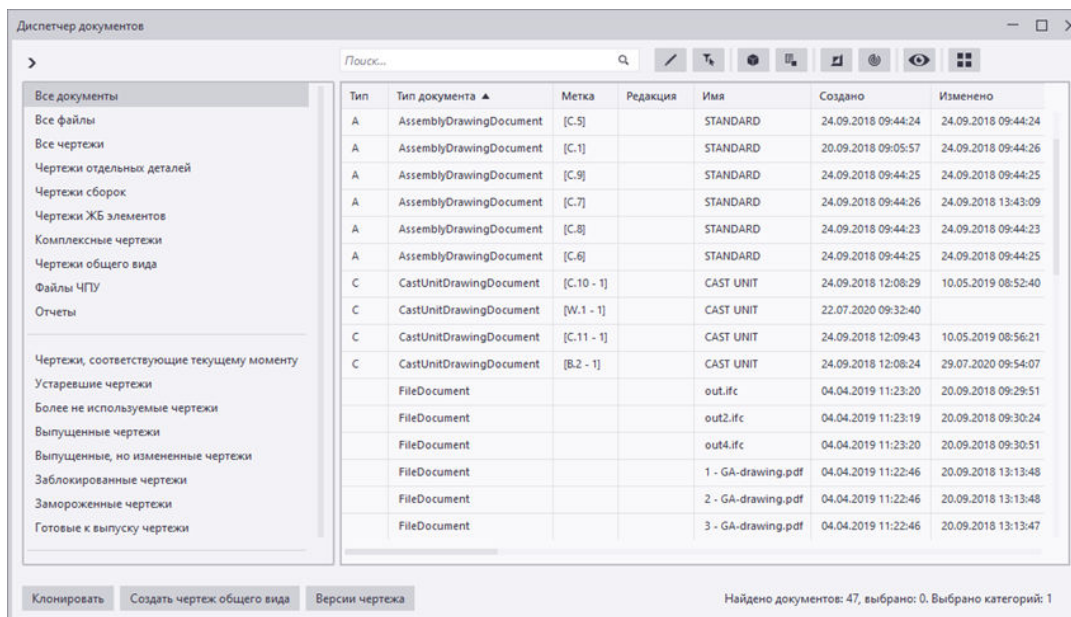 Диспетчер документов
Поиск...
Все документы
Все файлы
Все чертежи
Чертежи отдельных деталей
Чертежи сборок
Чертежи ЖБ элементов
Комплексные чертежи
Чертежи общего вида
Файлы ЧПУ
Отчеты
Чертежи, соответствующие текущему моменту
Устаревшие чертежи
Более не используемые чертежи
Выпущенные чертежи
Выпущенные, но измененные чертежи
Заблокированные чертежи
Замороженные чертежи
Готовые к выпуску чертежи
Тип Тип документа Метка Редакция Имя Создано Изменено
A AssemblyDrawingDocument [C.5] STANDARD 24.09.2018 09:44:24 24.09.2018 09:44:24
A AssemblyDrawingDocument [C.1] STANDARD 20.09.2018 09:05:57 24.09.2018 09:44:26
A AssemblyDrawingDocument [C.9] STANDARD 24.09.2018 09:44:25 24.09.2018 09:44:25
A AssemblyDrawingDocument [C.7] STANDARD 24.09.2018 09:44:26 24.09.2018 13:43:09
A AssemblyDrawingDocument [C.8] STANDARD 24.09.2018 09:44:23 24.09.2018 09:44:23
A AssemblyDrawingDocument [C.6] STANDARD 24.09.2018 09:44:25 24.09.2018 09:44:25
C CastUnitDrawingDocument [C.10 - 1] CAST UNIT 24.09.2018 12:08:29 10.05.2019 08:52:40
C CastUnitDrawingDocument [W.1 - 1] CAST UNIT 22.07.2020 09:32:40
C CastUnitDrawingDocument [C.11 - 1] CAST UNIT 24.09.2018 12:09:43 10.05.2019 08:56:21
C CastUnitDrawingDocument [B.2 - 1] CAST UNIT 24.09.2018 12:08:24 29.07.2020 09:54:07
FileDocument out.ifc 04.04.2019 11:23:20 20.09.2018 09:29:51
FileDocument out2.ifc 04.04.2019 11:23:19 20.09.2018 09:30:24
FileDocument out4.ifc 04.04.2019 11:23:20 20.09.2018 09:30:51
FileDocument 1 - GA-drawing.pdf 04.04.2019 11:22:46 20.09.2018 13:13:48
FileDocument 2 - GA-drawing.pdf 04.04.2019 11:22:46 20.09.2018 13:13:48
FileDocument 3 - GA-drawing.pdf 04.04.2019 11:22:46 20.09.2018 13:13:47
Клонировать Создать чертеж общего вида Версии чертежа Найдено документов: 47, выбрано: 0. Выбрано категорий: 1